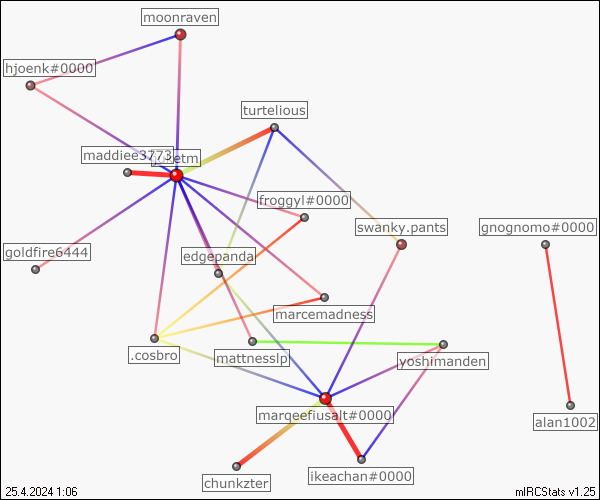 moonraven
hjoenk#0000
turtelious
maddiee3773
etm
froggyl#0000
swanky.pants
gnognomo#0000
goldfire6444
edgepanda
marcemadness
.cosbro
mattnesslp
yoshimanden
marqeefiusalt#0000
alan1002
chunkzter
ikeachan#0000
25.4.2024 1:06
mIRCStats v1.25